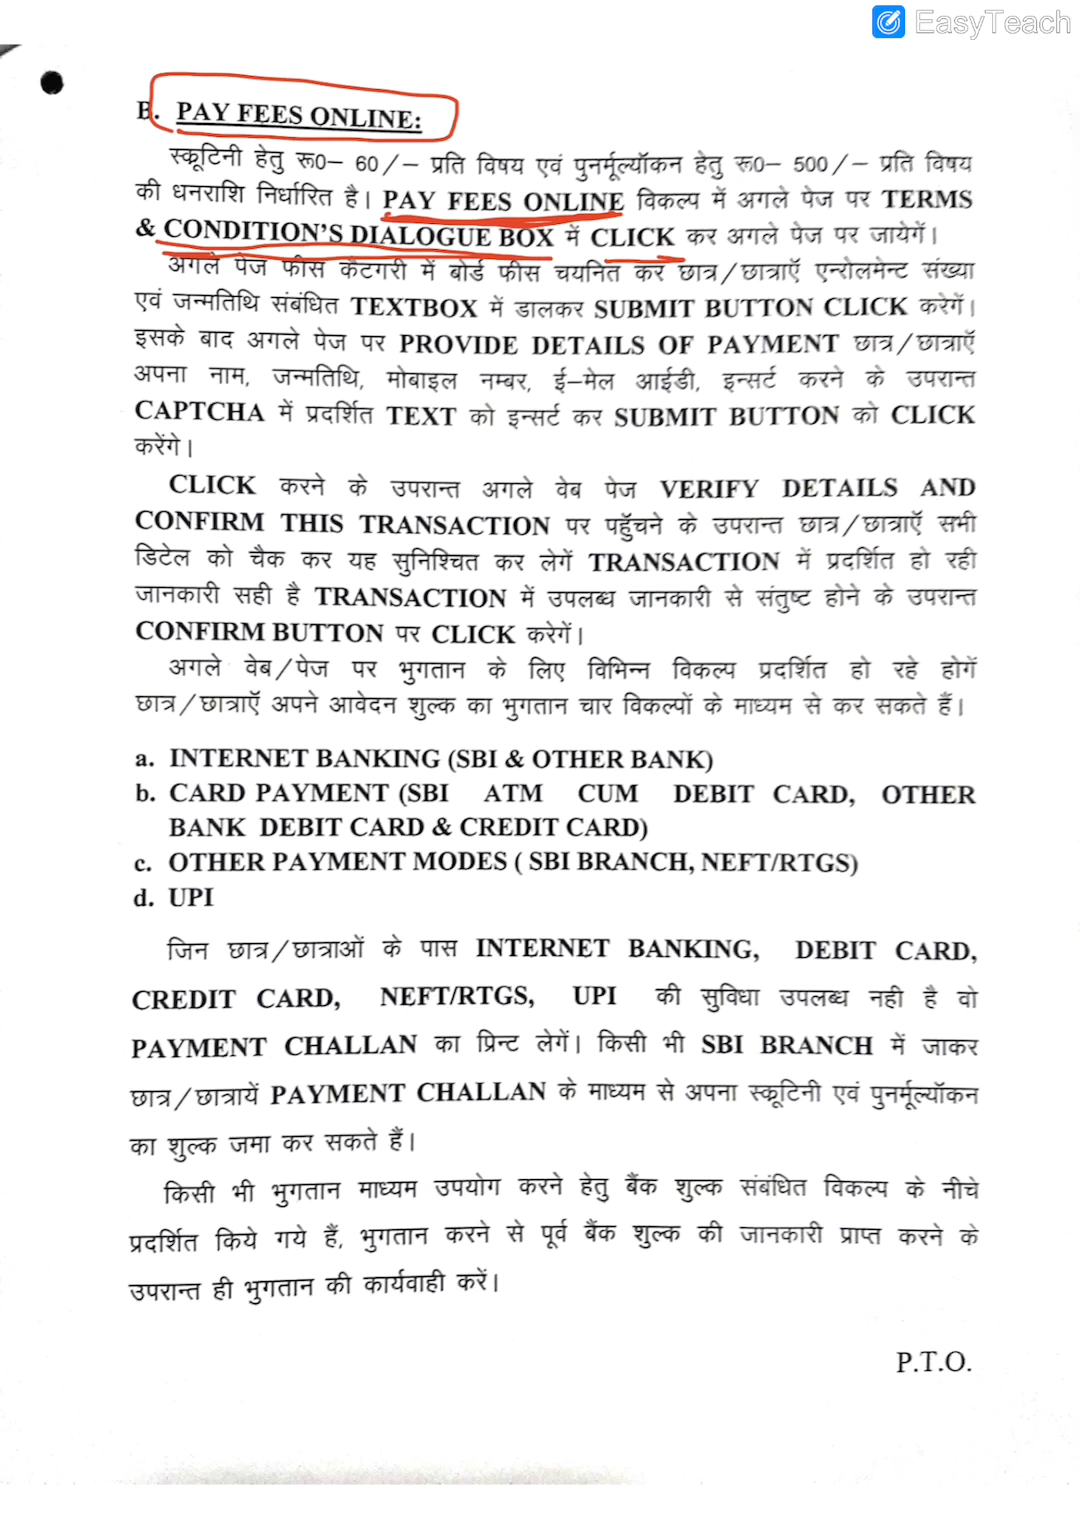 EasyTeach
B. PAY FEES ONLINE:
स्कूटिनी हेतु रू0– 60/– प्रति विषय एवं पुनर्मूल्यॉकन हेतु रू0– 500/– प्रति विषय
की धनराशि निर्धारित है। PAY FEES ONLINE विकल्प में अगले पेज पर TERMS
& CONDITION'S DIALOGUE BOX में CLICK कर अगले पेज पर जायेगें।
अगले पेज फीस कैटगरी में बोर्ड फीस चयनित कर छात्र/छात्राऍ एन्रोलमेन्ट संख्या
एवं जन्मतिथि संबंधित TEXTBOX में डालकर SUBMIT BUTTON CLICK करेगें।
इसके बाद अगले पेज पर PROVIDE DETAILS OF PAYMENT छात्र/छात्राऍ
अपना नाम, जन्मतिथि, मोबाइल नम्बर, ई–मेल आईडी, इन्सर्ट करने के उपरान्त
CAPTCHA में प्रदर्शित TEXT को इन्सर्ट कर SUBMIT BUTTON को CLICK
करेंगे।
CLICK करने के उपरान्त अगले वेब पेज VERIFY DETAILS AND
CONFIRM THIS TRANSACTION पर पहुॅचने के उपरान्त छात्र/छात्राऍ सभी
डिटेल को चैक कर यह सुनिश्चित कर लेगें TRANSACTION में प्रदर्शित हो रही
जानकारी सही है TRANSACTION में उपलब्ध जानकारी से संतुष्ट होने के उपरान्त
CONFIRM BUTTON पर CLICK करेगें।
अगले वेब/पेज पर भुगतान के लिए विभिन्न विकल्प प्रदर्शित हो रहे होगें
छात्र/छात्राऍ अपने आवेदन शुल्क का भुगतान चार विकल्पों के माध्यम से कर सकते हैं।
a. INTERNET BANKING (SBI & OTHER BANK)
b. CARD PAYMENT (SBI ATM CUM DEBIT CARD, OTHER
BANK DEBIT CARD & CREDIT CARD)
c. OTHER PAYMENT MODES ( SBI BRANCH, NEFT/RTGS)
d. UPI
जिन छात्र/छात्राओं के पास INTERNET BANKING, DEBIT CARD,
CREDIT CARD, NEFT/RTGS, UPI की सुविधा उपलब्ध नही है वो
PAYMENT CHALLAN का प्रिन्ट लेगें। किसी भी SBI BRANCH में जाकर
छात्र/छात्रायें PAYMENT CHALLAN के माध्यम से अपना स्कूटिनी एवं पुनर्मूल्यॉकन
का शुल्क जमा कर सकते हैं।
किसी भी भुगतान माध्यम उपयोग करने हेतु बैंक शुल्क संबंधित विकल्प के नीचे
प्रदर्शित किये गये हैं, भुगतान करने से पूर्व बैंक शुल्क की जानकारी प्राप्त करने के
उपरान्त ही भुगतान की कार्यवाही करें।
P.T.O.